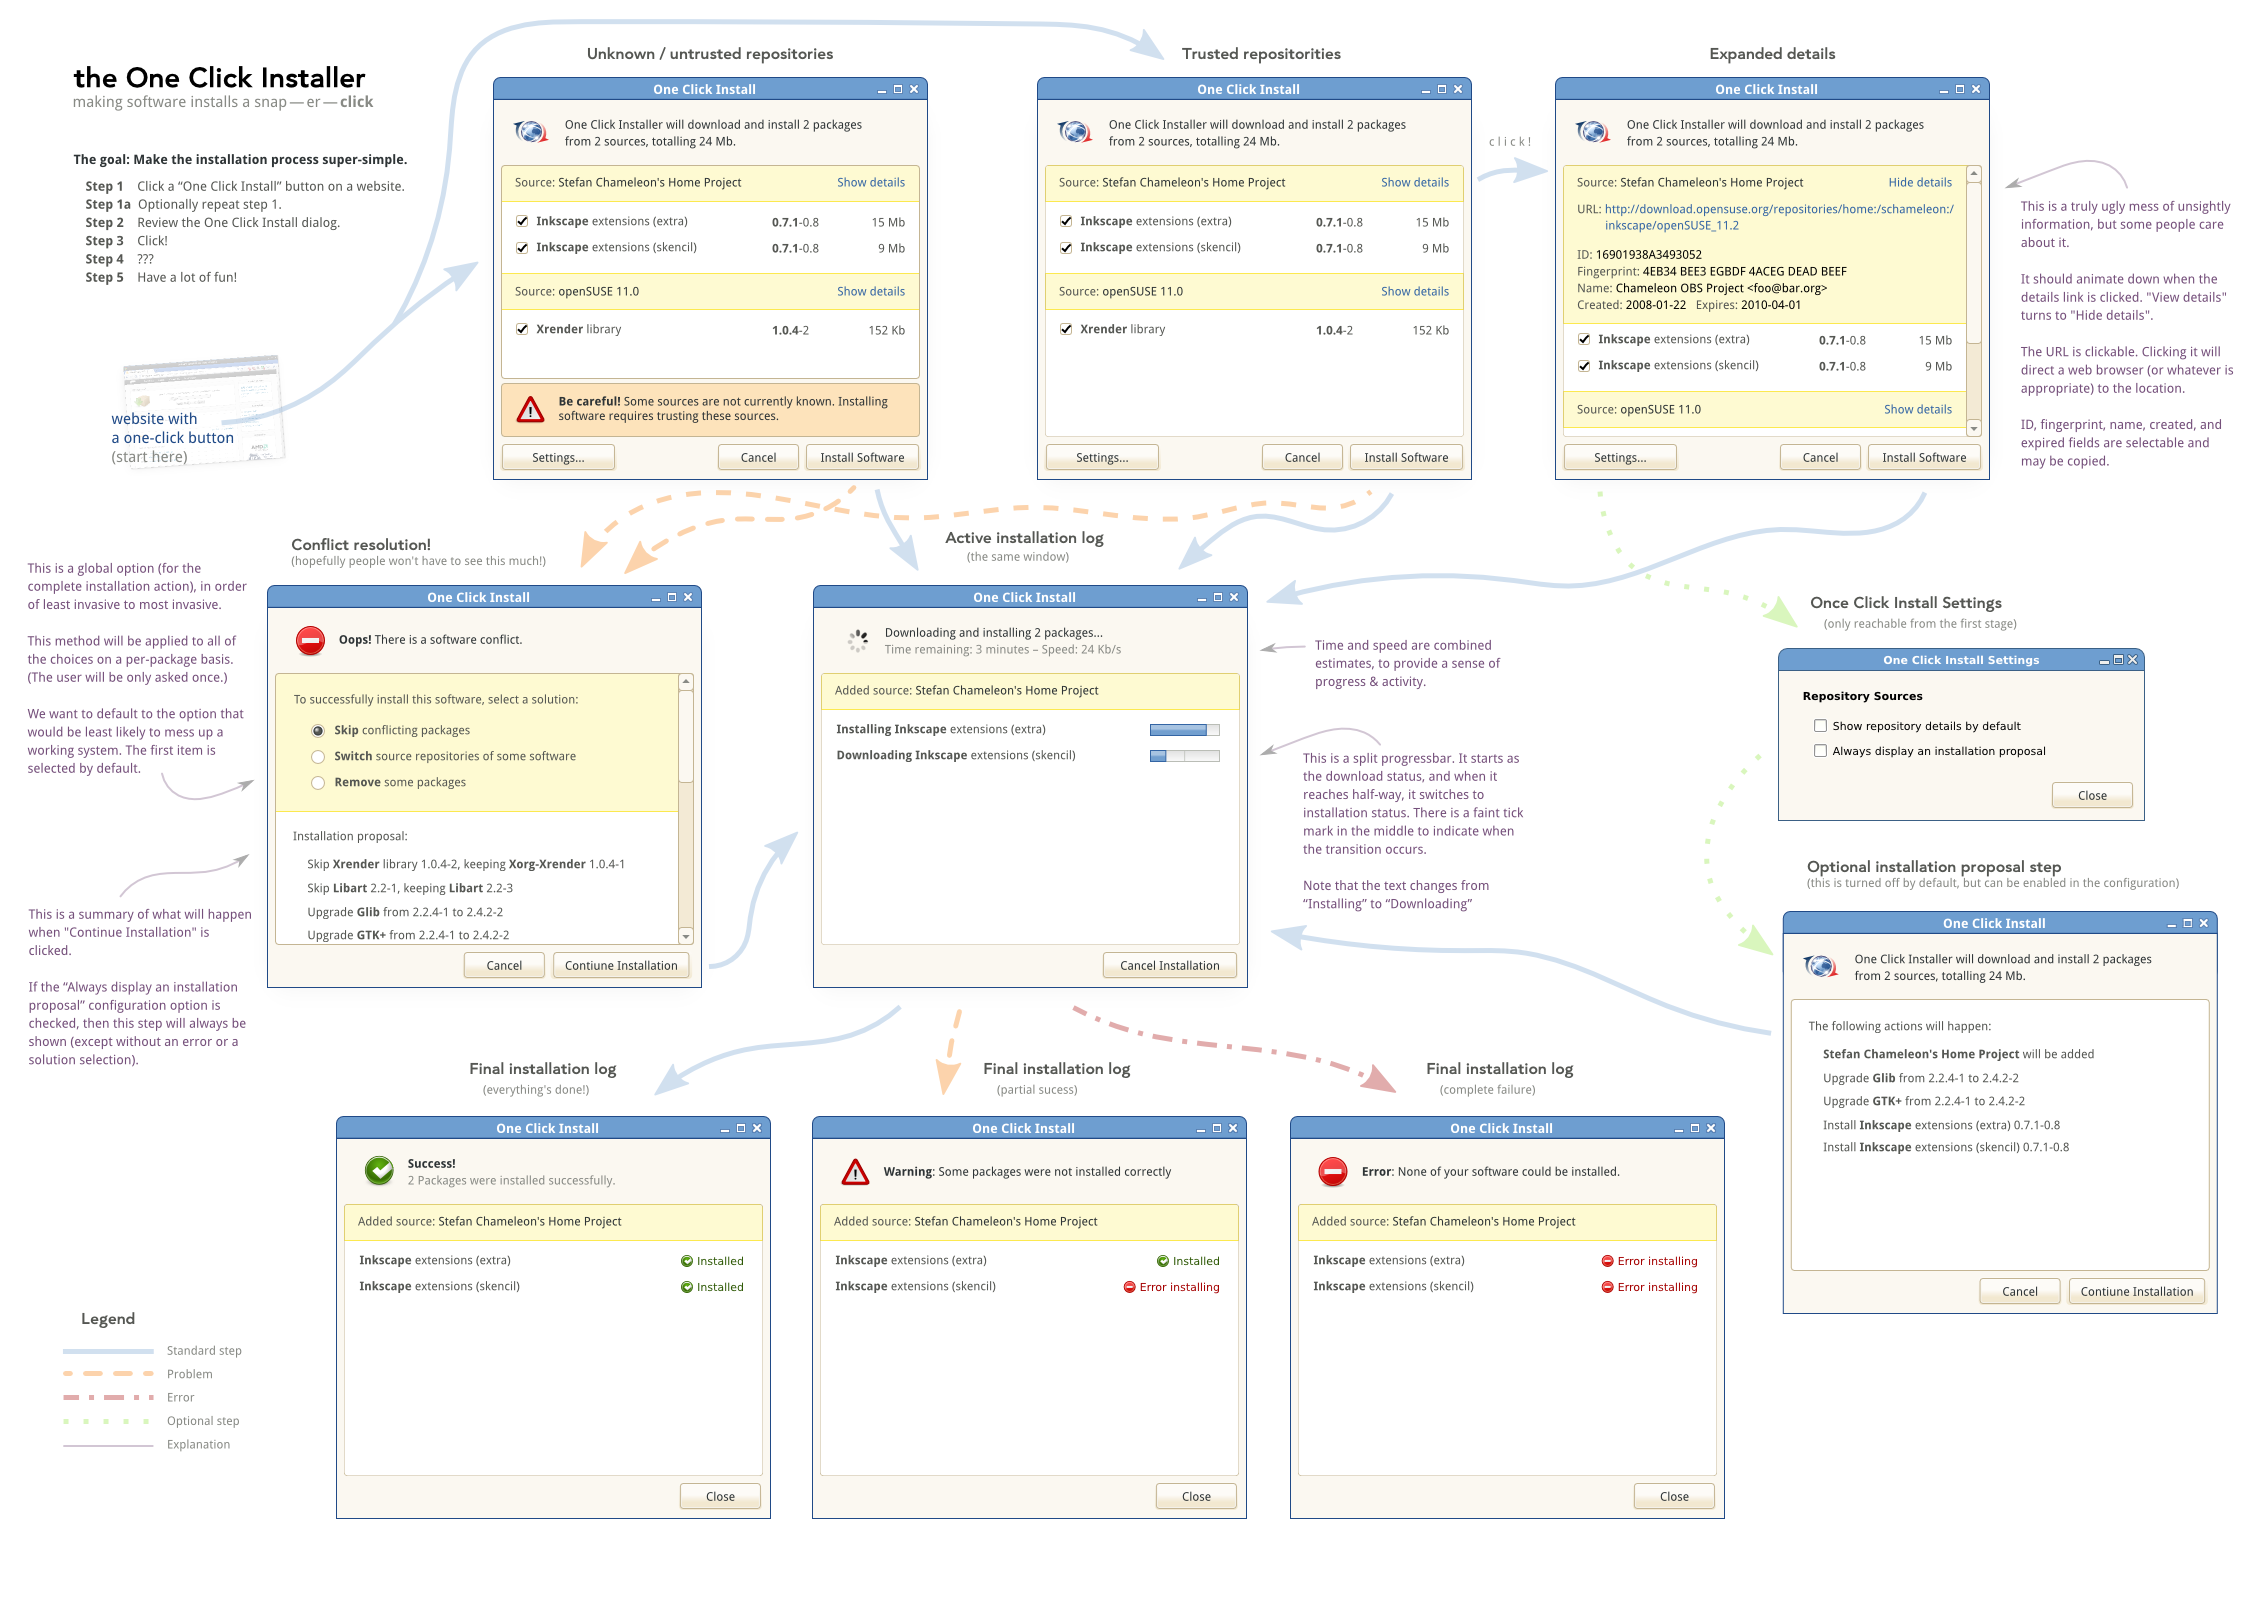 the One Click Installer
making software installs a snap — er — click
The goal: Make the installation process super-simple.
Step 1 Click a “One Click Install” button on a website.
Step 1a Optionally repeat step 1.
Step 2 Review the One Click Install dialog.
Step 3 Click!
Step 4 ???
Step 5 Have a lot of fun!
website with
a one-click button
(start here)
Unknown / untrusted repositories
One Click Install
One Click Installer will download and install 2 packages
from 2 sources, totalling 24 Mb.
Source: Stefan Chameleon's Home Project Show details
Inkscape extensions (extra) 0.7.1-0.8 15 Mb
Inkscape extensions (skencil) 0.7.1-0.8 9 Mb
Source: openSUSE 11.0 Show details
Xrender library 1.0.4-2 152 Kb
Be careful! Some sources are not currently known. Installing
software requires trusting these sources.
Settings... Cancel Install Software
Trusted repositorities
One Click Install
One Click Installer will download and install 2 packages
from 2 sources, totalling 24 Mb.
Source: Stefan Chameleon's Home Project Show details
Inkscape extensions (extra) 0.7.1-0.8 15 Mb
Inkscape extensions (skencil) 0.7.1-0.8 9 Mb
Source: openSUSE 11.0 Show details
Xrender library 1.0.4-2 152 Kb
Settings... Cancel Install Software
click!
Expanded details
One Click Install
One Click Installer will download and install 2 packages
from 2 sources, totalling 24 Mb.
Source: Stefan Chameleon's Home Project Hide details
URL: http://download.opensuse.org/repositories/home:/schameleon:/
inkscape/openSUSE_11.2
ID: 16901938A3493052
Fingerprint: 4EB34 BEE3 EGBDF 4ACEG DEAD BEEF
Name: Chameleon OBS Project <foo@bar.org>
Created: 2008-01-22 Expires: 2010-04-01
Inkscape extensions (extra) 0.7.1-0.8 15 Mb
Inkscape extensions (skencil) 0.7.1-0.8 9 Mb
Source: openSUSE 11.0 Show details
Settings... Cancel Install Software
This is a truly ugly mess of unsightly
information, but some people care
about it.
It should animate down when the
details link is clicked. "View details"
turns to "Hide details".
The URL is clickable. Clicking it will
direct a web browser (or whatever is
appropriate) to the location.
ID, fingerprint, name, created, and
expired fields are selectable and
may be copied.
This is a global option (for the
complete installation action), in order
of least invasive to most invasive.
This method will be applied to all of
the choices on a per-package basis.
(The user will be only asked once.)
We want to default to the option that
would be least likely to mess up a
working system. The first item is
selected by default.
This is a summary of what will happen
when "Continue Installation" is
clicked.
If the “Always display an installation
proposal” configuration option is
checked, then this step will always be
shown (except without an error or a
solution selection).
Conflict resolution!
(hopefully people won't have to see this much!)
One Click Install
Oops! There is a software conflict.
To successfully install this software, select a solution:
Skip conflicting packages
Switch source repositories of some software
Remove some packages
Installation proposal:
Skip Xrender library 1.0.4-2, keeping Xorg-Xrender 1.0.4-1
Skip Libart 2.2-1, keeping Libart 2.2-3
Upgrade Glib from 2.2.4-1 to 2.4.2-2
Upgrade GTK+ from 2.2.4-1 to 2.4.2-2
Cancel Contiune Installation
Active installation log
(the same window)
One Click Install
Downloading and installing 2 packages...
Time remaining: 3 minutes – Speed: 24 Kb/s
Added source: Stefan Chameleon's Home Project
Installing Inkscape extensions (extra)
Downloading Inkscape extensions (skencil)
Cancel Installation
Time and speed are combined
estimates, to provide a sense of
progress & activity.
This is a split progressbar. It starts as
the download status, and when it
reaches half-way, it switches to
installation status. There is a faint tick
mark in the middle to indicate when
the transition occurs.
Note that the text changes from
“Installing” to “Downloading”
Once Click Install Settings
(only reachable from the first stage)
One Click Install Settings
Repository Sources
Show repository details by default
Always display an installation proposal
Close
Optional installation proposal step
(this is turned off by default, but can be enabled in the configuration)
One Click Install
One Click Installer will download and install 2 packages
from 2 sources, totalling 24 Mb.
The following actions will happen:
Stefan Chameleon's Home Project will be added
Upgrade Glib from 2.2.4-1 to 2.4.2-2
Upgrade GTK+ from 2.2.4-1 to 2.4.2-2
Install Inkscape extensions (extra) 0.7.1-0.8
Install Inkscape extensions (skencil) 0.7.1-0.8
Cancel Contiune Installation
Final installation log
(everything's done!)
One Click Install
Success!
2 Packages were installed successfully.
Added source: Stefan Chameleon's Home Project
Inkscape extensions (extra) Installed
Inkscape extensions (skencil) Installed
Close
Final installation log
(partial sucess)
One Click Install
Warning: Some packages were not installed correctly
Added source: Stefan Chameleon's Home Project
Inkscape extensions (extra) Installed
Inkscape extensions (skencil) Error installing
Close
Final installation log
(complete failure)
One Click Install
Error: None of your software could be installed.
Added source: Stefan Chameleon's Home Project
Inkscape extensions (extra) Error installing
Inkscape extensions (skencil) Error installing
Close
Legend
Standard step
Problem
Error
Optional step
Explanation